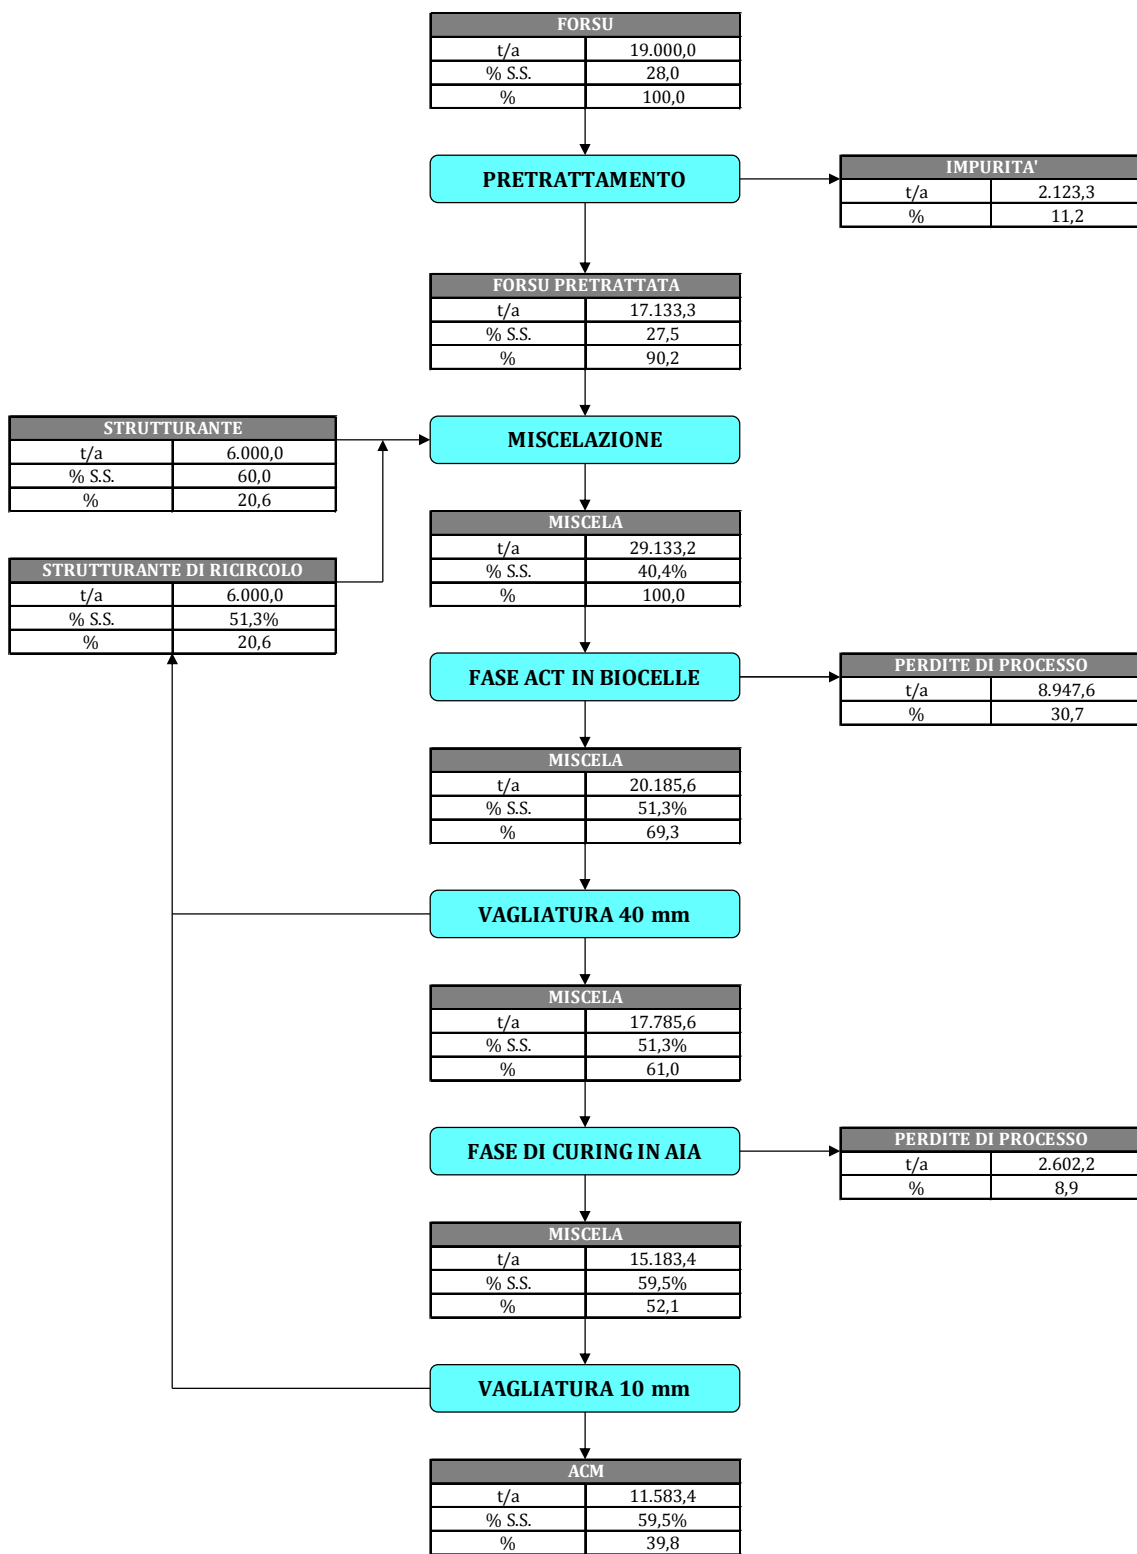 FORSU
t/a 19.000,0
% S.S. 28,0
% 100,0
PRETRATTAMENTO
IMPURITA'
t/a 2.123,3
% 11,2
FORSU PRETRATTATA
t/a 17.133,3
% S.S. 27,5
% 90,2
STRUTTURANTE
t/a 6.000,0
% S.S. 60,0
% 20,6
MISCELAZIONE
MISCELA
t/a 29.133,2
% S.S. 40,4%
% 100,0
STRUTTURANTE DI RICIRCOLO
t/a 6.000,0
% S.S. 51,3%
% 20,6
FASE ACT IN BIOCELLE
PERDITE DI PROCESSO
t/a 8.947,6
% 30,7
MISCELA
t/a 20.185,6
% S.S. 51,3%
% 69,3
VAGLIATURA 40 mm
MISCELA
t/a 17.785,6
% S.S. 51,3%
% 61,0
FASE DI CURING IN AIA
PERDITE DI PROCESSO
t/a 2.602,2
% 8,9
MISCELA
t/a 15.183,4
% S.S. 59,5%
% 52,1
VAGLIATURA 10 mm
ACM
t/a 11.583,4
% S.S. 59,5%
% 39,8